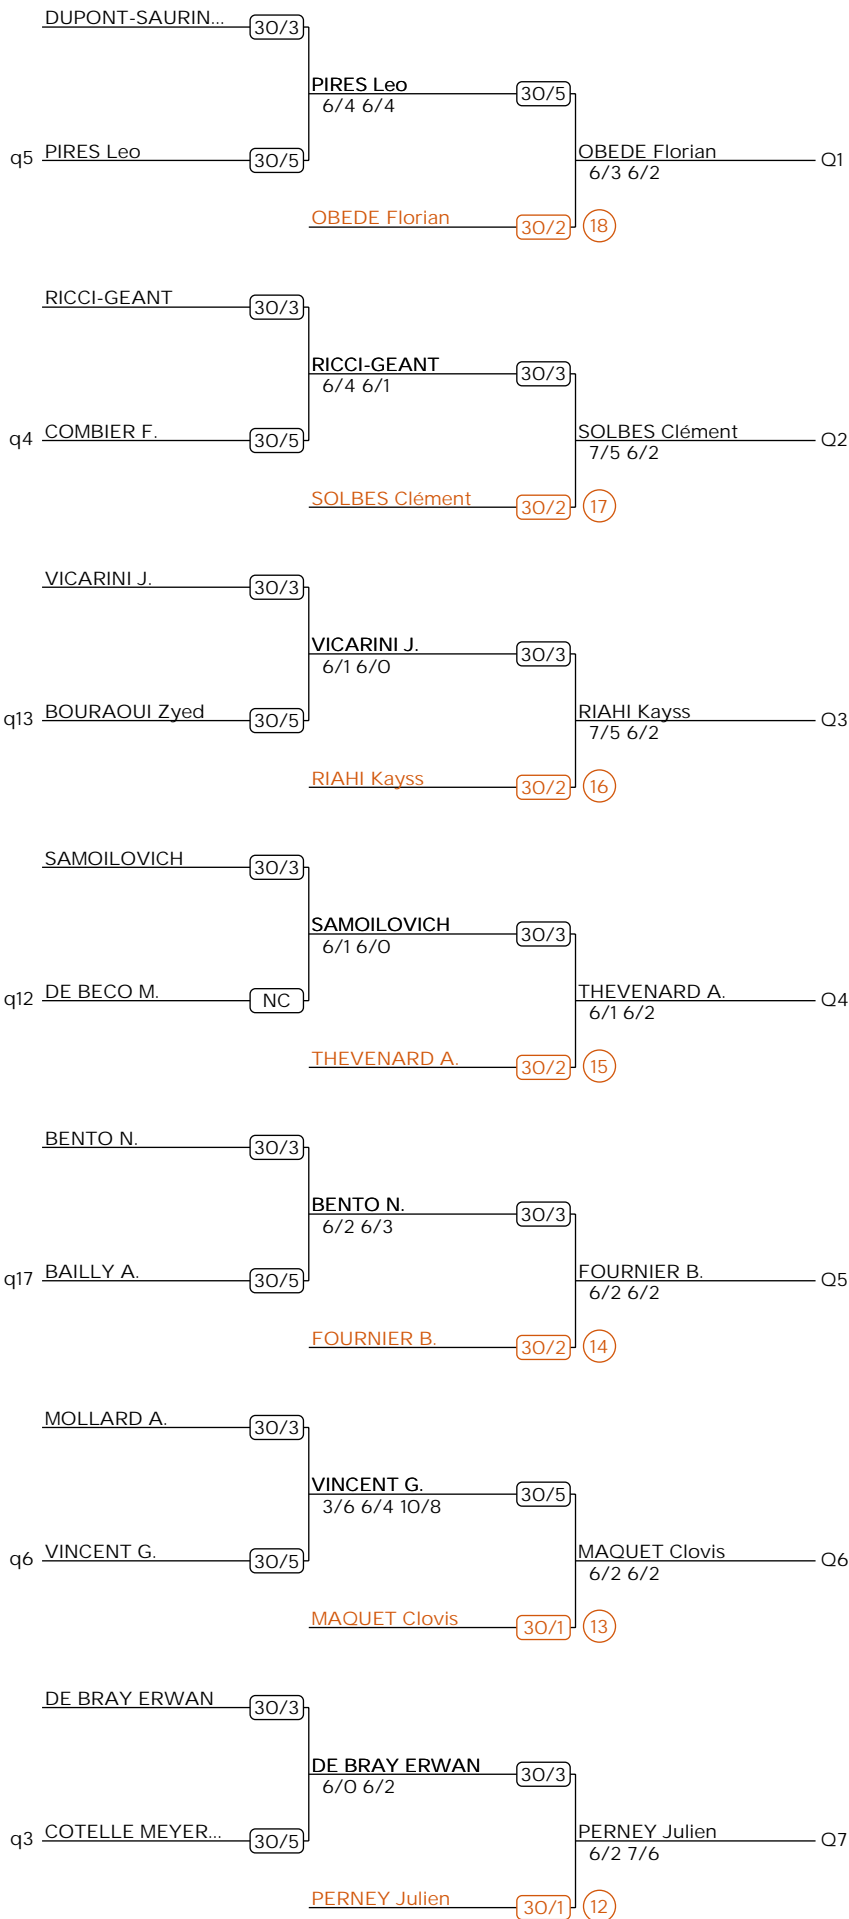 DUPONT-SAURIN... 30/3
PIRES Leo 30/5
6/4 6/4
q5 PIRES Leo 30/5
OBEDE Florian Q1
6/3 6/2
OBEDE Florian 30/2 18
RICCI-GEANT 30/3
RICCI-GEANT 30/3
6/4 6/1
q4 COMBIER F. 30/5
SOLBES Clément Q2
7/5 6/2
SOLBES Clément 30/2 17
VICARINI J. 30/3
VICARINI J. 30/3
6/1 6/0
q13 BOURAOUI Zyed 30/5
RIAHI Kayss Q3
7/5 6/2
RIAHI Kayss 30/2 16
SAMOILOVICH 30/3
SAMOILOVICH 30/3
6/1 6/0
q12 DE BECO M. NC
THEVENARD A. Q4
6/1 6/2
THEVENARD A. 30/2 15
BENTO N. 30/3
BENTO N. 30/3
6/2 6/3
q17 BAILLY A. 30/5
FOURNIER B. Q5
6/2 6/2
FOURNIER B. 30/2 14
MOLLARD A. 30/3
VINCENT G. 30/5
3/6 6/4 10/8
q6 VINCENT G. 30/5
MAQUET Clovis Q6
6/2 6/2
MAQUET Clovis 30/1 13
DE BRAY ERWAN 30/3
DE BRAY ERWAN 30/3
6/0 6/2
q3 COTELLE MEYER... 30/5
PERNEY Julien Q7
6/2 7/6
PERNEY Julien 30/1 12